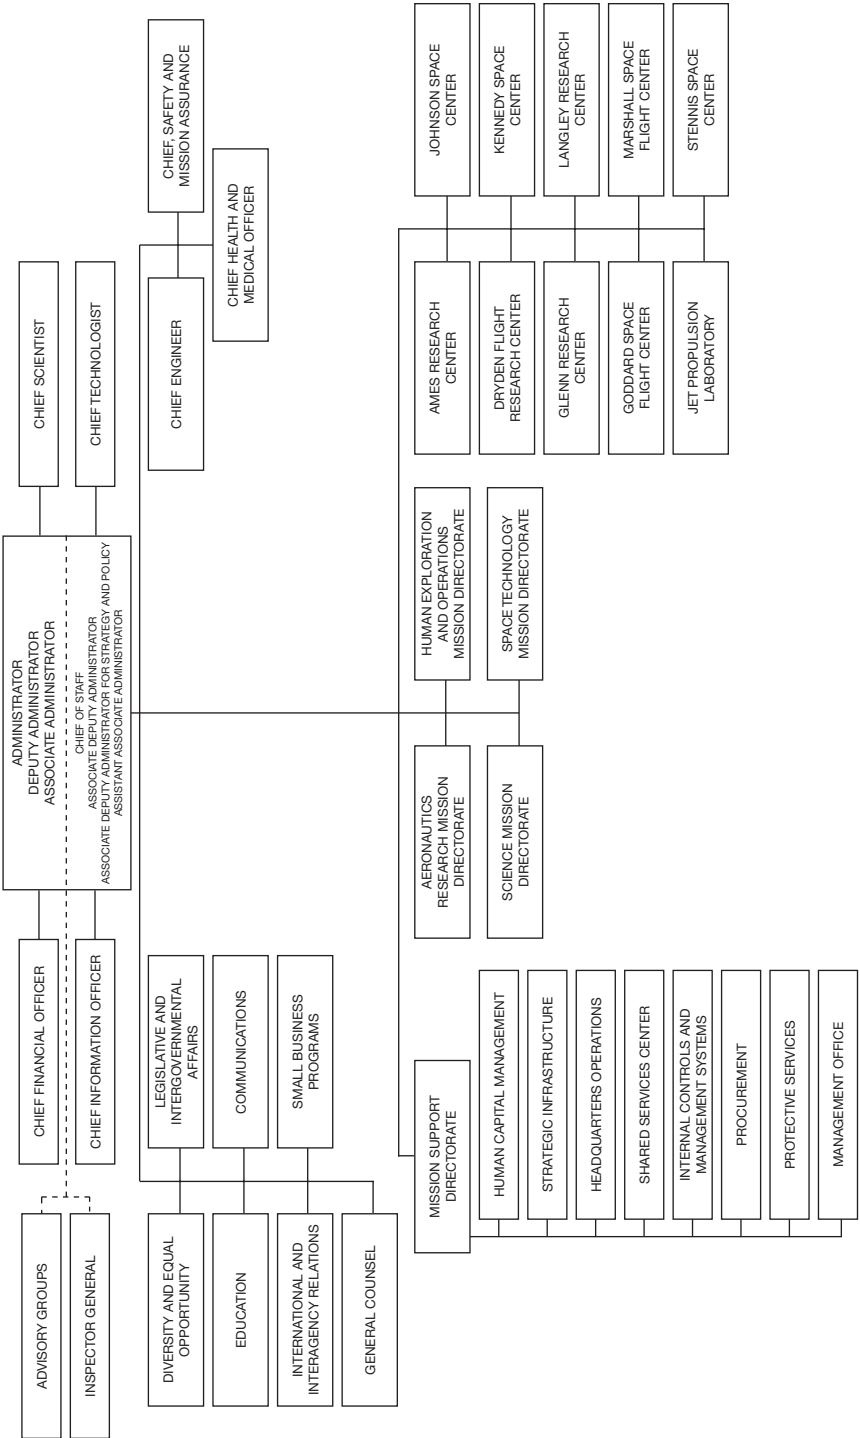 ADVISORY GROUPS
INSPECTOR GENERAL
CHIEF FINANCIAL OFFICER
CHIEF INFORMATION OFFICER
ADMINISTRATOR
DEPUTY ADMINISTRATOR
ASSOCIATE ADMINISTRATOR
CHIEF OF STAFF
ASSOCIATE DEPUTY ADMINISTRATOR
ASSOCIATE DEPUTY ADMINISTRATOR FOR STRATEGY AND POLICY
ASSISTANT ASSOCIATE ADMINISTRATOR
CHIEF SCIENTIST
CHIEF TECHNOLOGIST
DIVERSITY AND EQUAL
OPPORTUNITY
LEGISLATIVE AND
INTERGOVERNMENTAL
AFFAIRS
EDUCATION
COMMUNICATIONS
INTERNATIONAL AND
INTERAGENCY RELATIONS
SMALL BUSINESS
PROGRAMS
GENERAL COUNSEL
CHIEF ENGINEER
CHIEF, SAFETY AND
MISSION ASSURANCE
CHIEF HEALTH AND
MEDICAL OFFICER
MISSION SUPPORT
DIRECTORATE
HUMAN CAPITAL MANAGEMENT
STRATEGIC INFRASTRUCTURE
HEADQUARTERS OPERATIONS
SHARED SERVICES CENTER
INTERNAL CONTROLS AND
MANAGEMENT SYSTEMS
PROCUREMENT
PROTECTIVE SERVICES
MANAGEMENT OFFICE
AERONAUTICS
RESEARCH MISSION
DIRECTORATE
HUMAN EXPLORATION
AND OPERATIONS
MISSION DIRECTORATE
SCIENCE MISSION
DIRECTORATE
SPACE TECHNOLOGY
MISSION DIRECTORATE
AMES RESEARCH
CENTER
JOHNSON SPACE
CENTER
DRYDEN FLIGHT
RESEARCH CENTER
KENNEDY SPACE
CENTER
GLENN RESEARCH
CENTER
LANGLEY RESEARCH
CENTER
GODDARD SPACE
FLIGHT CENTER
MARSHALL SPACE
FLIGHT CENTER
JET PROPULSION
LABORATORY
STENNIS SPACE
CENTER